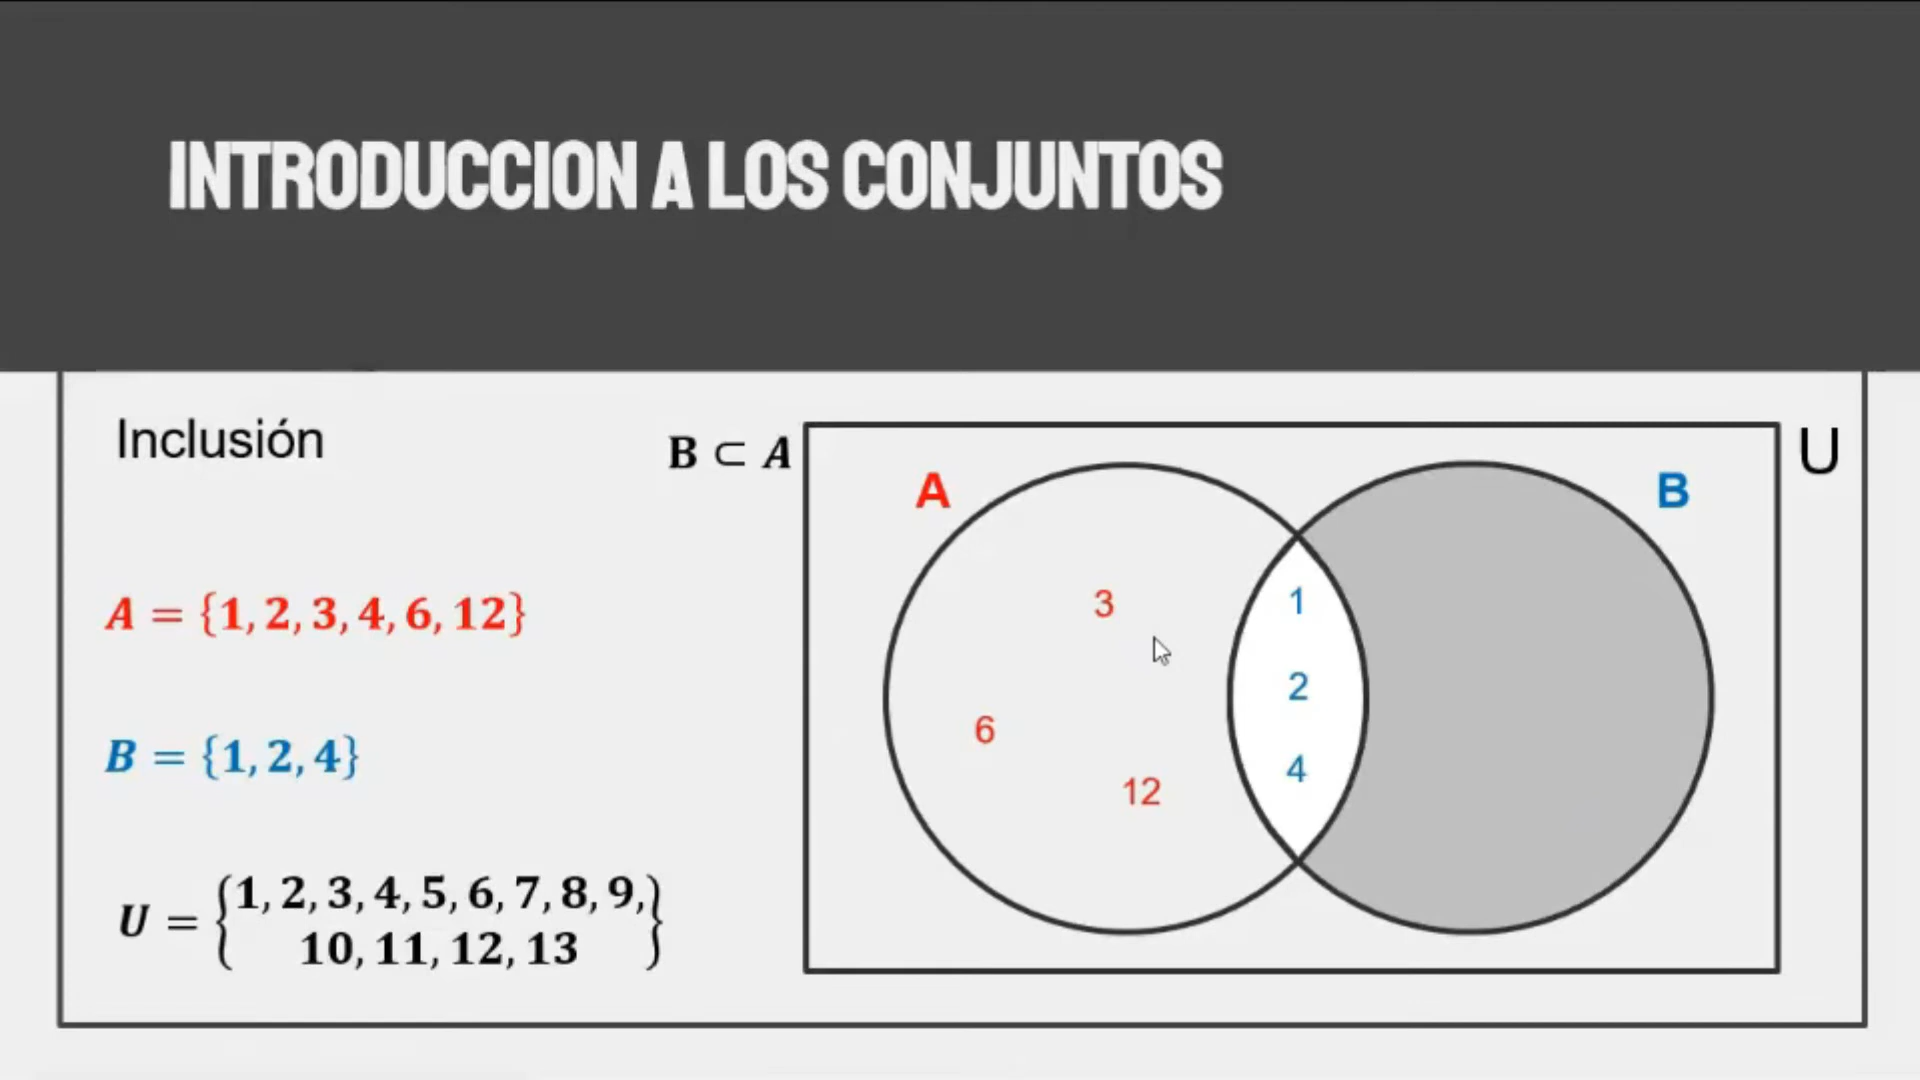 INTRODUCCION A LOS CONJUNTOS
Inclusión
B ⊂ A
U
A
B
A = {1, 2, 3, 4, 6, 12}
3
1
2
B = {1, 2, 4}
6
4
12
U = {1, 2, 3, 4, 5, 6, 7, 8, 9,
10, 11, 12, 13}